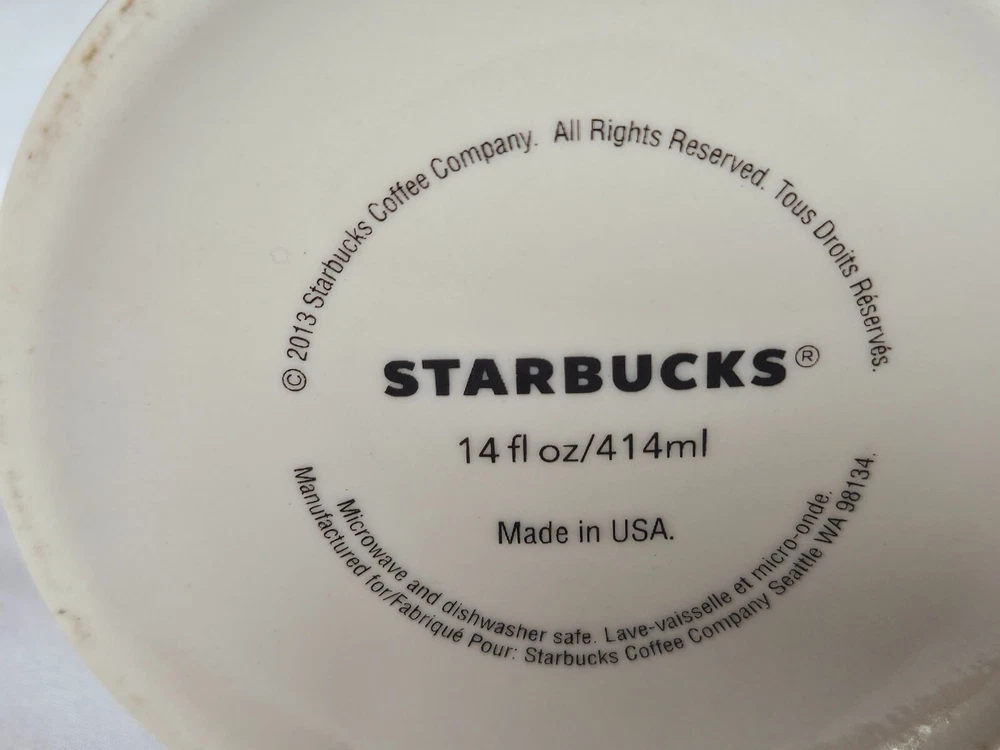 © 2013 Starbucks Coffee Company. All Rights Reserved. Tous Droits Réservés.
STARBUCKS®
14 fl oz/414ml
Made in USA.
Microwave and dishwasher safe. Lave-vaisselle et micro-onde.
Manufactured for/Fabriqué Pour: Starbucks Coffee Company Seattle WA 98134.